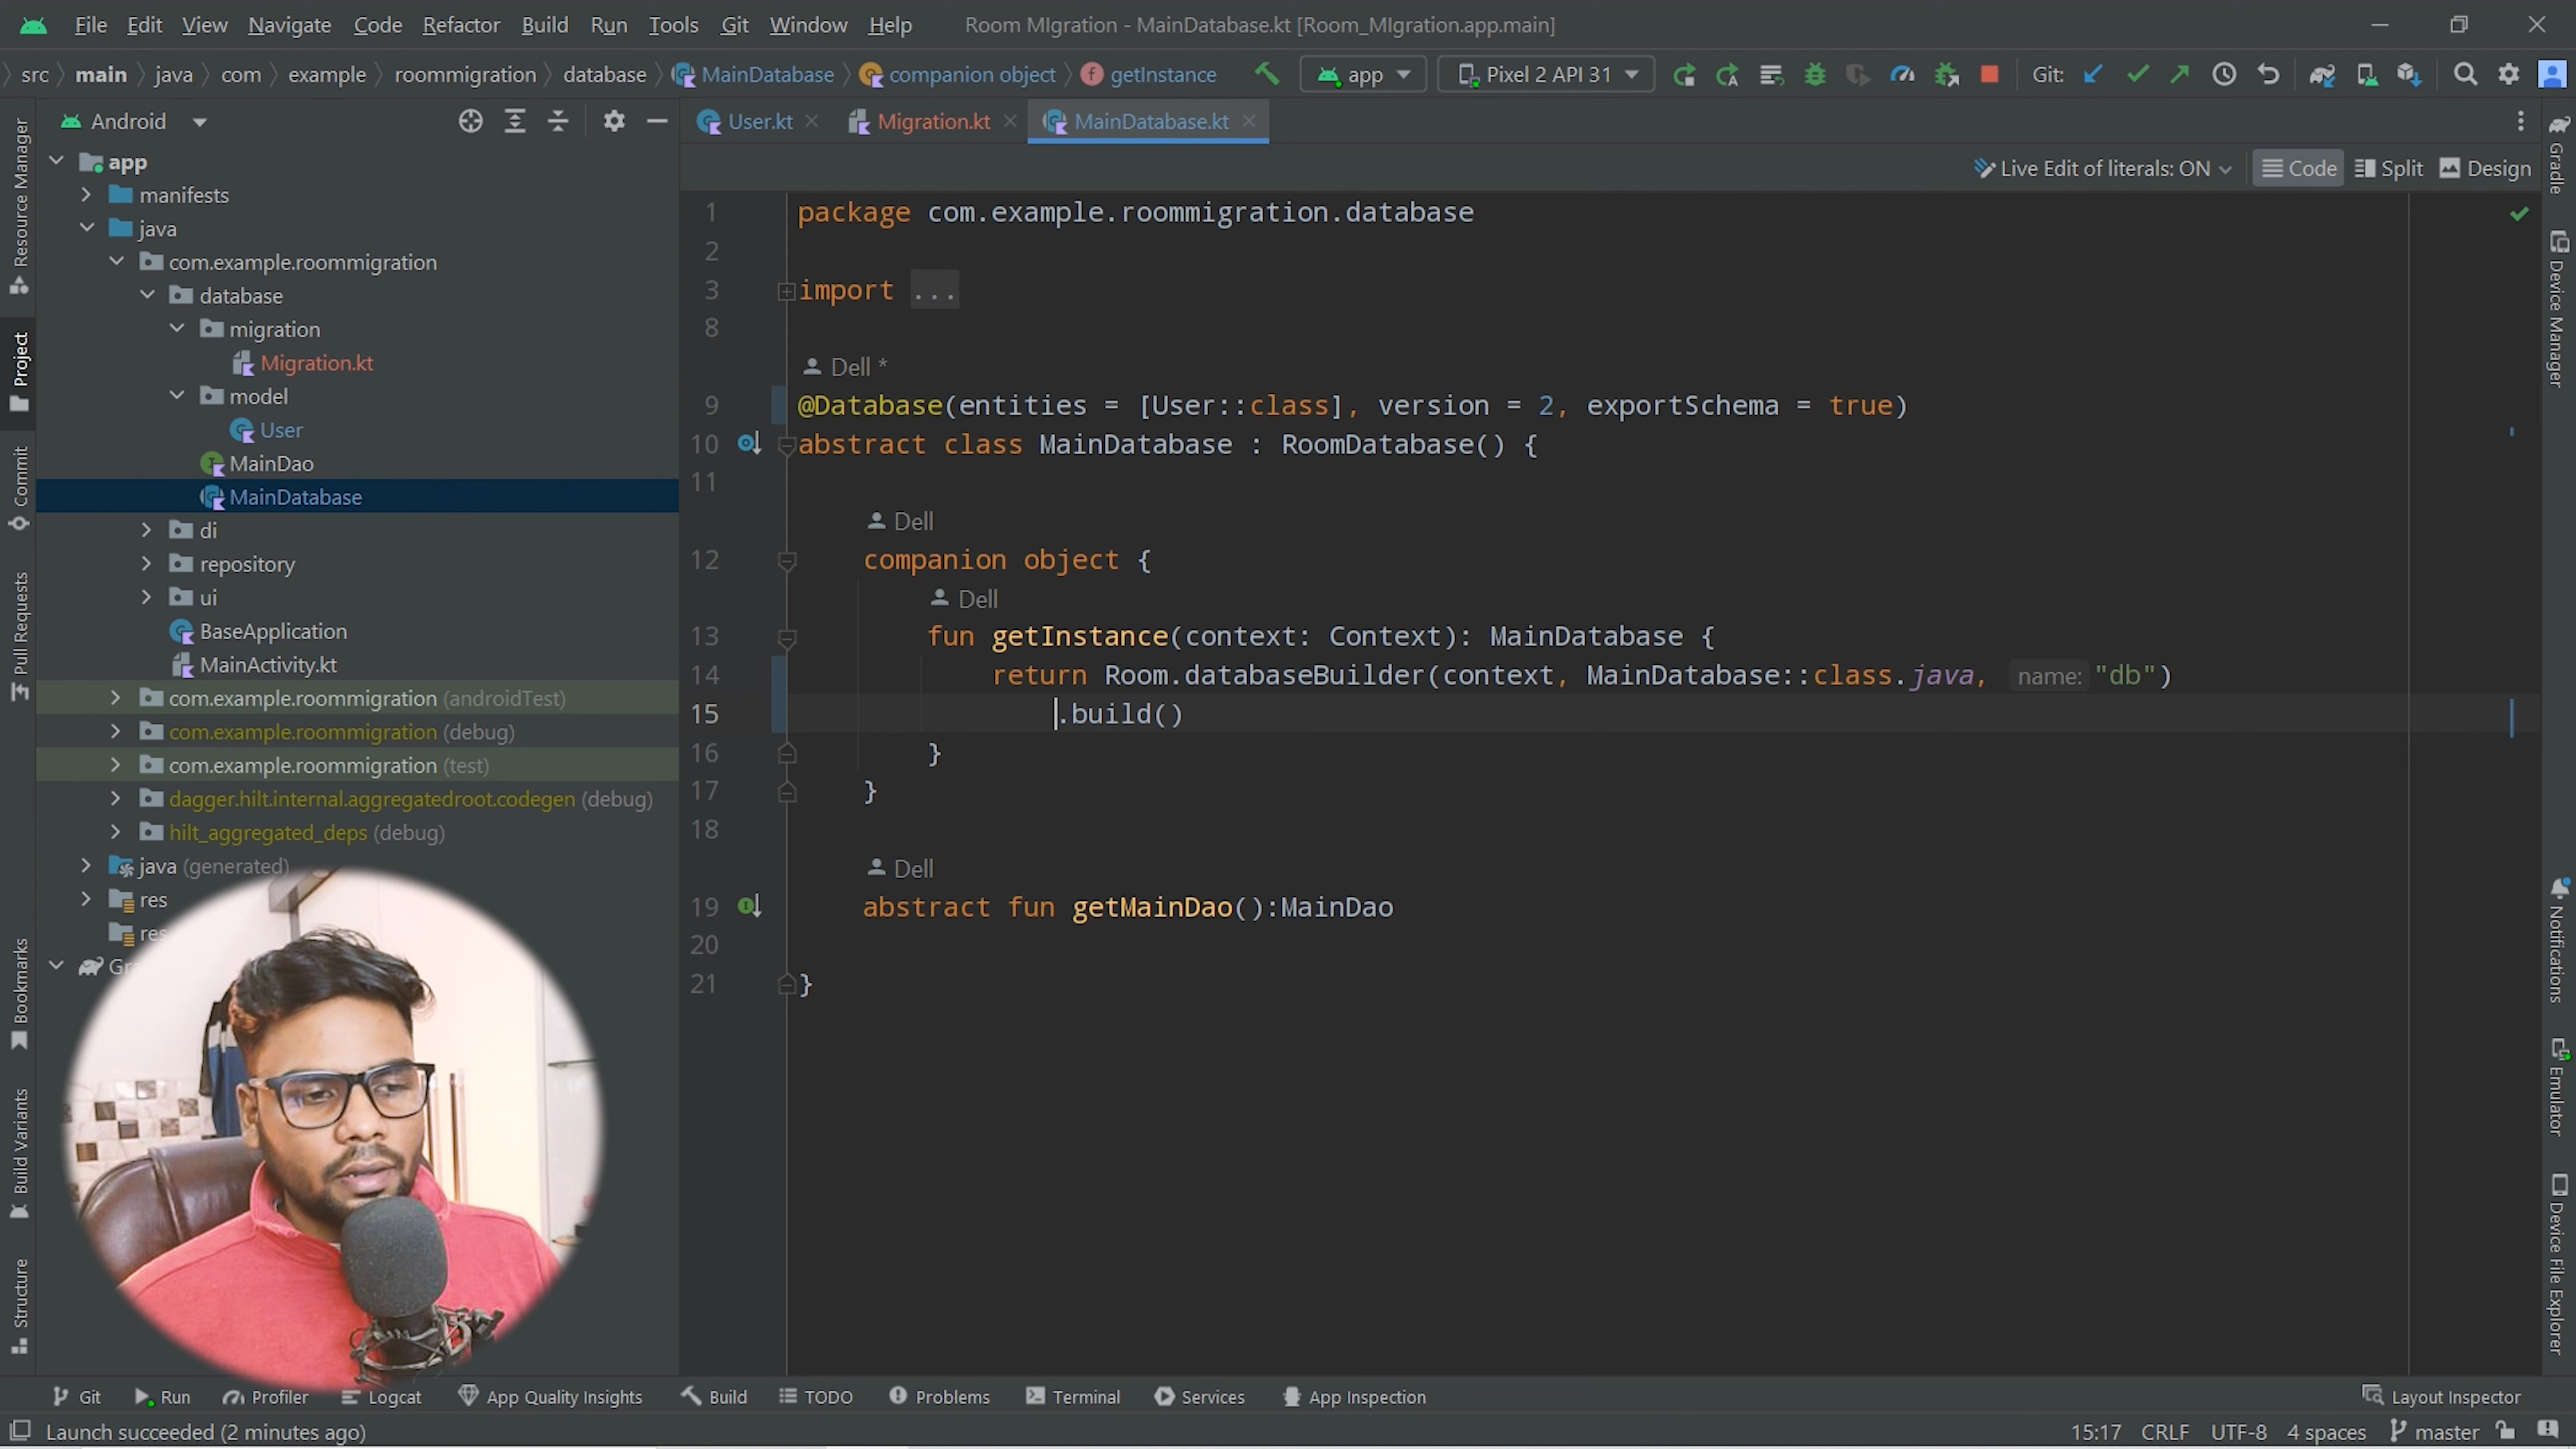 File Edit View Navigate Code Refactor Build Run Tools Git Window Help Room MIgration - MainDatabase.kt [Room_MIgration.app.main]
src main java com example roommigration database MainDatabase companion object getInstance app Pixel 2 API 31 Git:
Android
User.kt Migration.kt MainDatabase.kt
Live Edit of literals: ON Code Split Design
app
manifests
java
com.example.roommigration
database
migration
Migration.kt
model
User
MainDao
MainDatabase
di
repository
ui
BaseApplication
MainActivity.kt
com.example.roommigration (androidTest)
com.example.roommigration (debug)
com.example.roommigration (test)
dagger.hilt.internal.aggregatedroot.codegen (debug)
hilt_aggregated_deps (debug)
java (generated)
res
res
Gr
1 package com.example.roommigration.database
2
3 import ...
8
Dell *
9 @Database(entities = [User::class], version = 2, exportSchema = true)
10 abstract class MainDatabase : RoomDatabase() {
11
Dell
12 companion object {
Dell
13 fun getInstance(context: Context): MainDatabase {
14 return Room.databaseBuilder(context, MainDatabase::class.java, name: "db")
15 .build()
16 }
17 }
18
Dell
19 abstract fun getMainDao():MainDao
20
21 }
Resource Manager
Project
Commit
Pull Requests
Bookmarks
Build Variants
Structure
Gradle
Device Manager
Notifications
Emulator
Device File Explorer
Git Run Profiler Logcat App Quality Insights Build TODO Problems Terminal Services App Inspection Layout Inspector
Launch succeeded (2 minutes ago) 15:17 CRLF UTF-8 4 spaces master